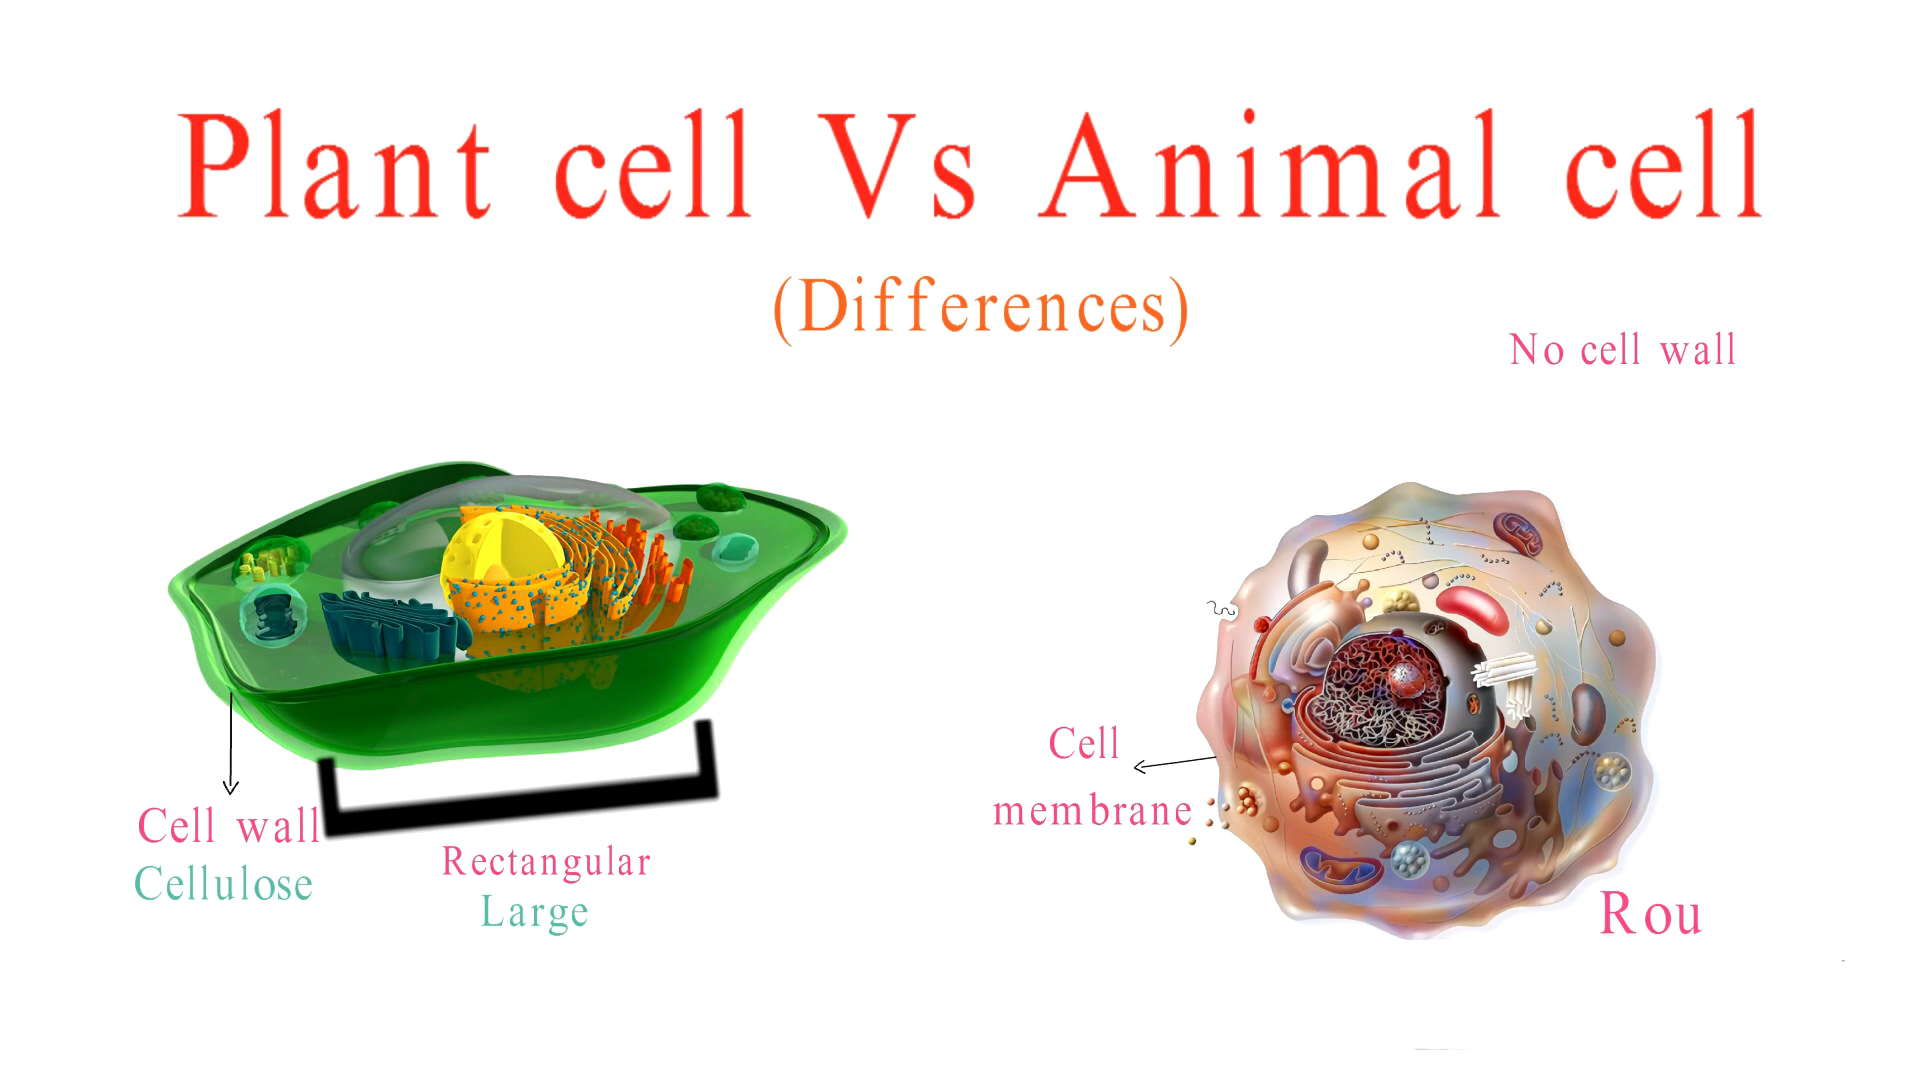 Plant cell Vs Animal cell
(Differences)
No cell wall
Cell wall
Cellulose
Rectangular
Large
Cell
membrane
Rou